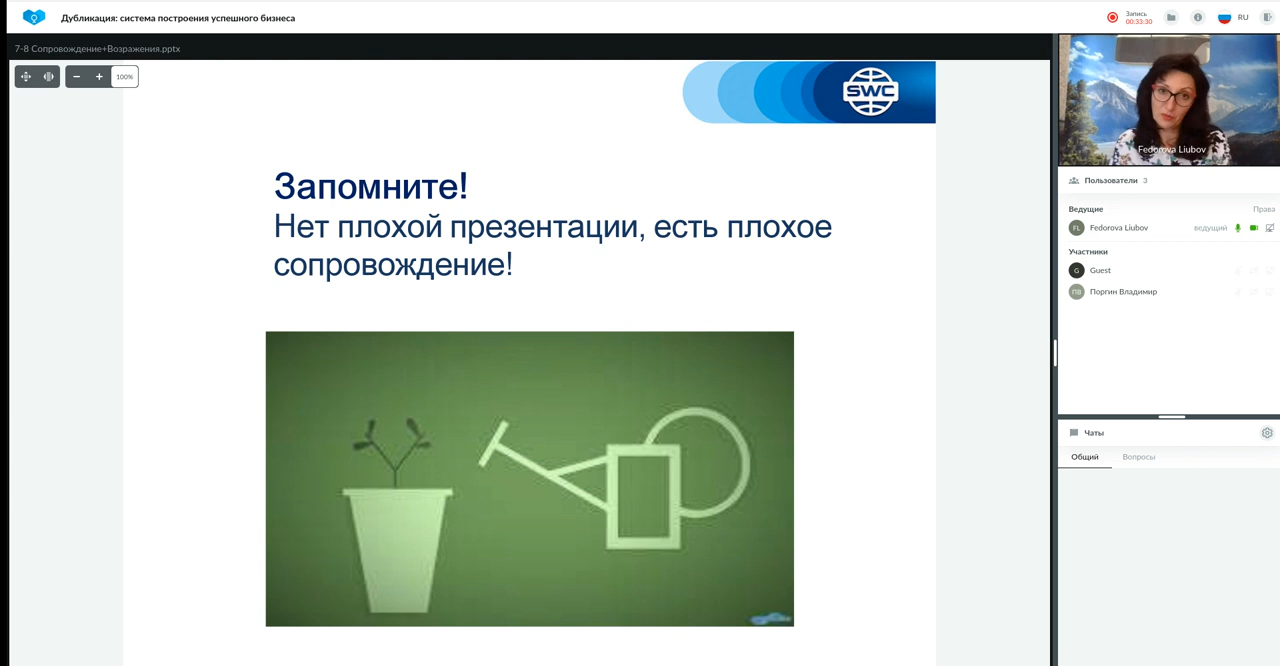 Дубликация: система построения успешного бизнеса
Запись
00:33:30
RU
7-8 Сопровождение+Возражения.pptx
100%
SWC
Запомните!
Нет плохой презентации, есть плохое
сопровождение!
Fedorova Liubov
Пользователи 3
Ведущие Права
FL Fedorova Liubov ведущий
Участники
G Guest
ПВ Поргин Владимир
Чаты
Общий Вопросы